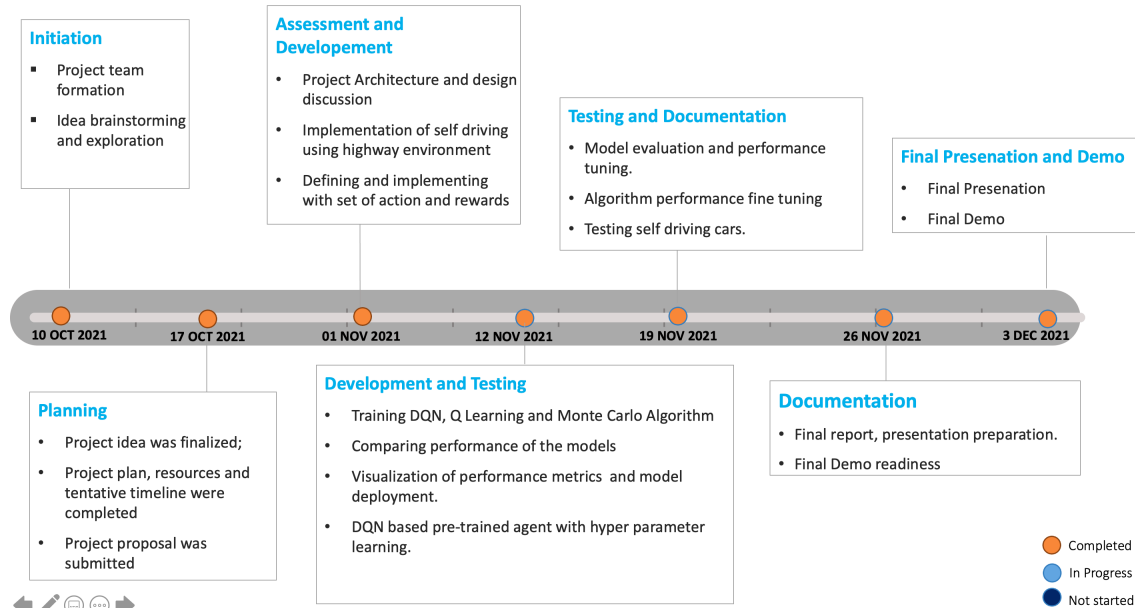 Initiation
▪ Project team
formation
▪ Idea brainstorming
and exploration
Assessment and
Developement
• Project Architecture and design
discussion
• Implementation of self driving
using highway environment
• Defining and implementing
with set of action and rewards
Testing and Documentation
• Model evaluation and performance
tuning.
• Algorithm performance fine tuning
• Testing self driving cars.
Final Presenation and Demo
• Final Presenation
• Final Demo
10 OCT 2021
17 OCT 2021
01 NOV 2021
12 NOV 2021
19 NOV 2021
26 NOV 2021
3 DEC 2021
Planning
• Project idea was finalized;
• Project plan, resources and
tentative timeline were
completed
• Project proposal was
submitted
Development and Testing
• Training DQN, Q Learning and Monte Carlo Algorithm
• Comparing performance of the models
• Visualization of performance metrics and model
deployment.
• DQN based pre-trained agent with hyper parameter
learning.
Documentation
• Final report, presentation preparation.
• Final Demo readiness
Completed
In Progress
Not started